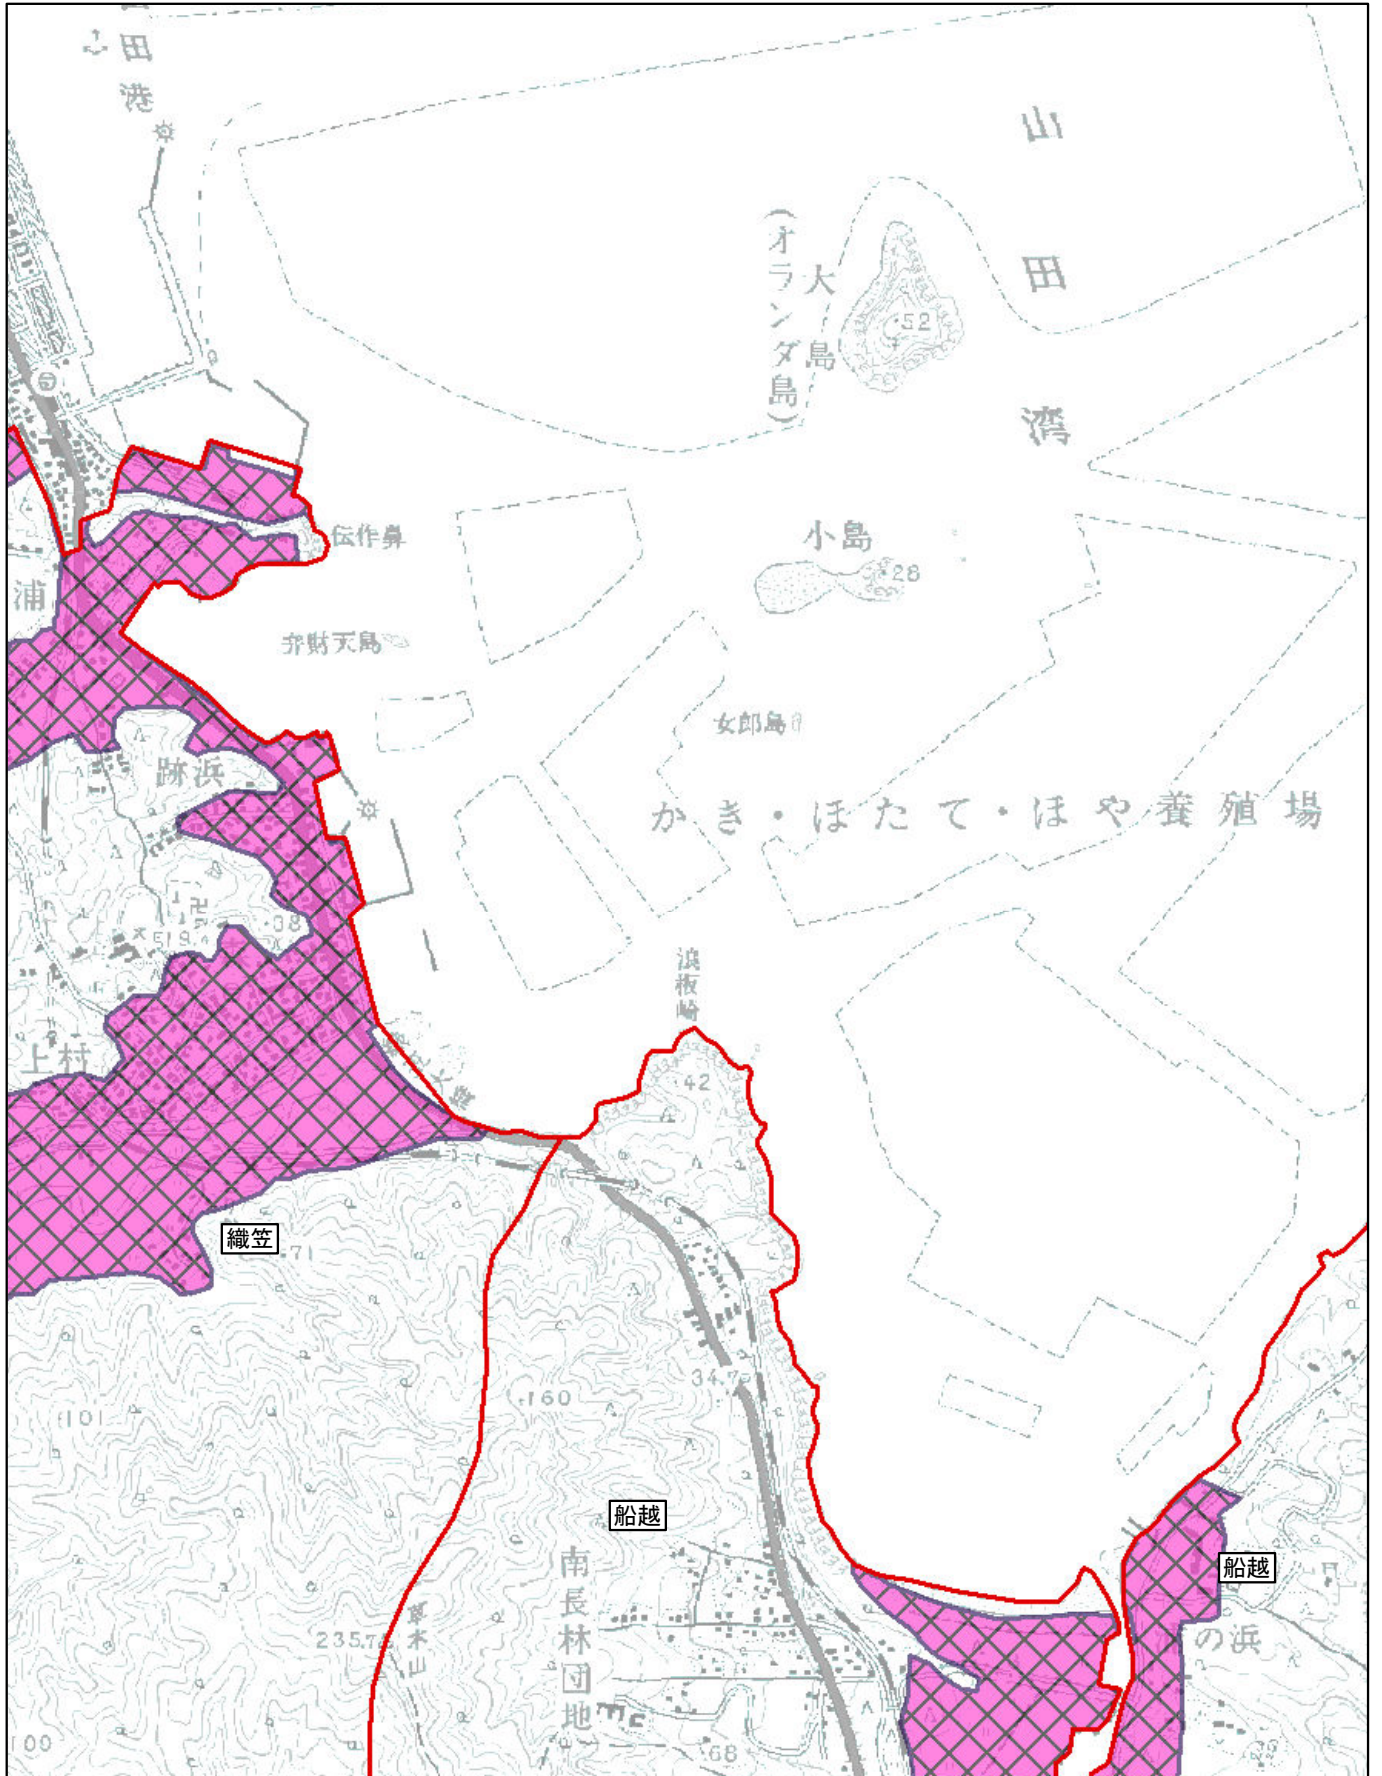 田港
山田湾
大島
(オランダ島)
52
伝作鼻
小島
28
浦
弁財天島
女郎島
跡浜
かき・ほたて・ほや養殖場
38
浪板崎
上村
42
織笠
71
34.7
160
101
船越
船越
南長林団地
草木山
235.7
の浜
68
00